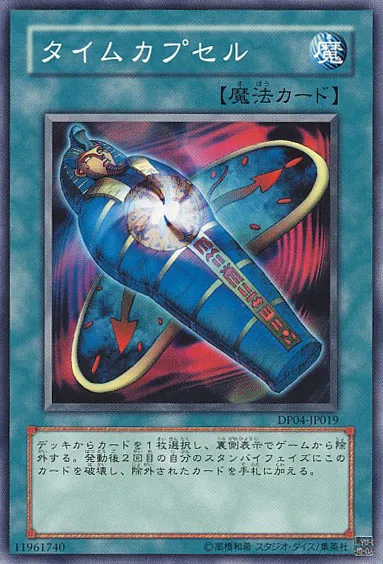 タイムカプセル
魔
【魔法カード】
DP04-JP019
デッキからカードを1枚選択し、裏側表示でゲームから除
外する。発動後2回目の自分のスタンバイフェイズにこの
カードを破壊し、除外されたカードを手札に加える。
11961740
©高橋和希 スタジオ・ダイス/集英社